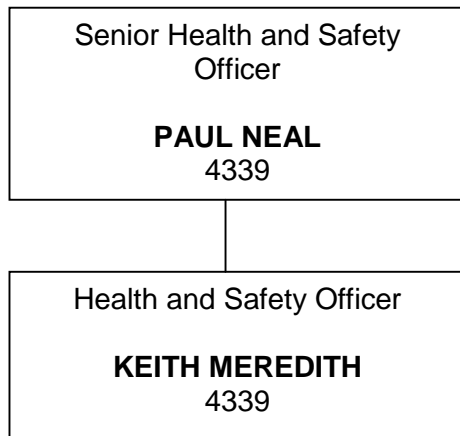 Senior Health and Safety
Officer
PAUL NEAL
4339
Health and Safety Officer
KEITH MEREDITH
4339